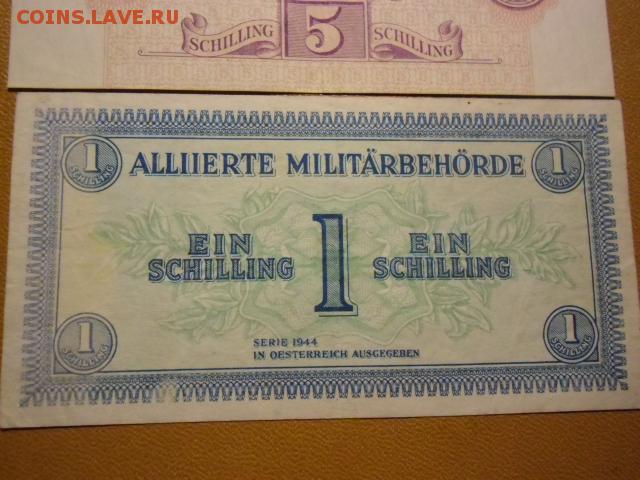 COINS.LAVE.RU
SCHILLING 5 SCHILLING
1 SCHILLING
ALLIIERTE MILITÄRBEHÖRDE
1 SCHILLING
EIN SCHILLING
1
EIN SCHILLING
1 SCHILLING
SERIE 1944
IN OESTERREICH AUSGEGEBEN
1 SCHILLING